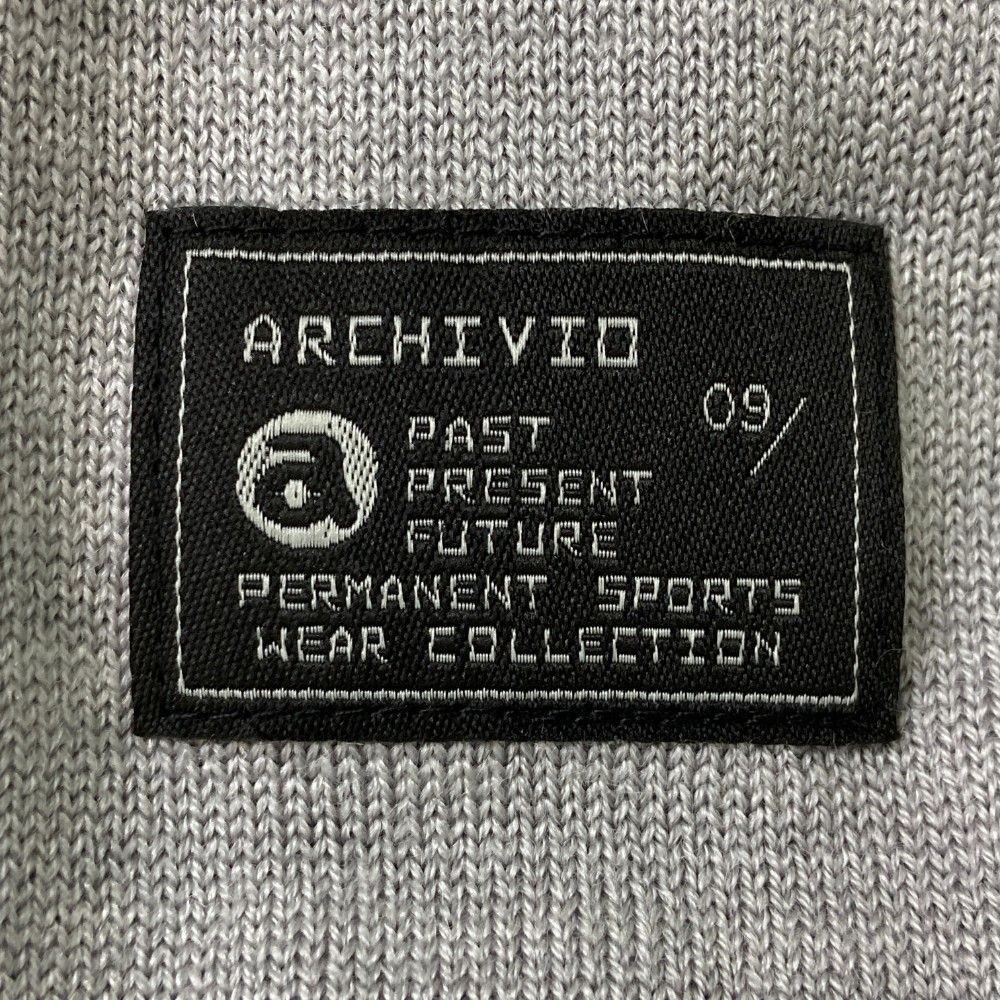 ARCHIVIO
09/
a
PAST
PRESENT
FUTURE
PERMANENT SPORTS
WEAR COLLECTION